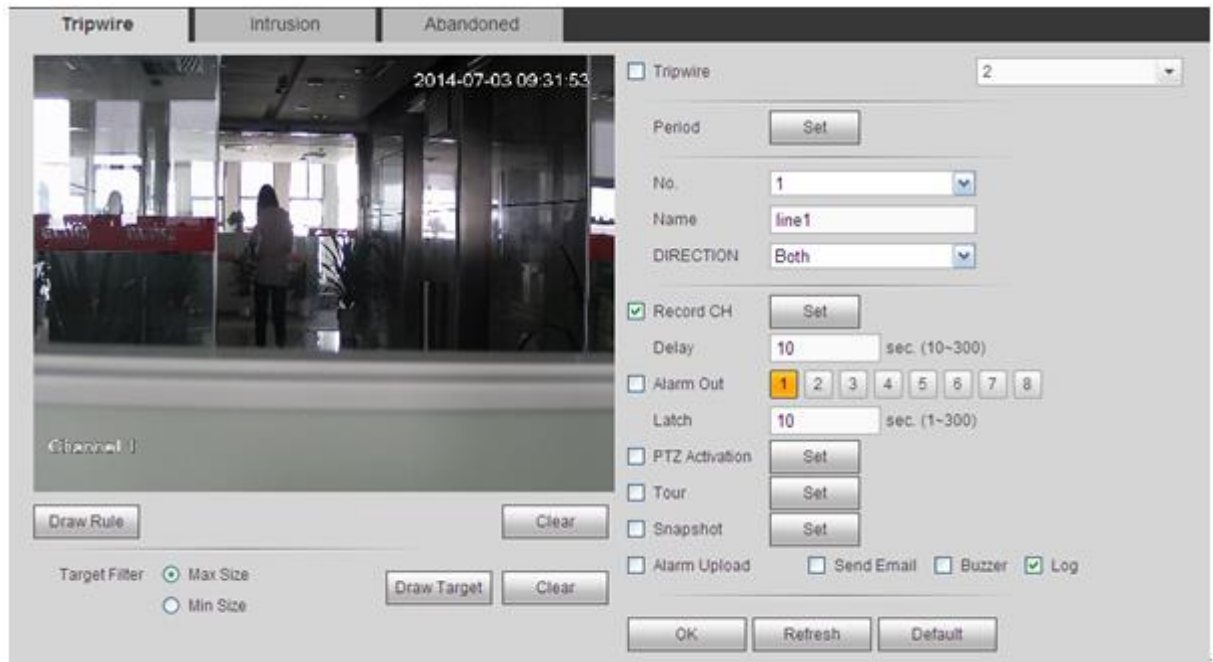 Tripwire Intrusion Abandoned
2014-07-03 09:31:53
Channel 1
Draw Rule Clear
Target Filter Max Size
Min Size
Draw Target Clear
Tripwire 2
Period Set
No. 1
Name line1
DIRECTION Both
Record CH Set
Delay 10 sec. (10~300)
Alarm Out 1 2 3 4 5 6 7 8
Latch 10 sec. (1~300)
PTZ Activation Set
Tour Set
Snapshot Set
Alarm Upload Send Email Buzzer Log
OK Refresh Default